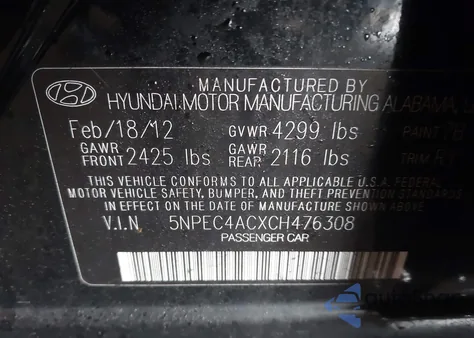 MANUFACTURED BY
HYUNDAI MOTOR MANUFACTURING ALABAMA
Feb/18/12 GVWR 4299 lbs PAINT
GAWR FRONT 2425 lbs GAWR REAR 2116 lbs TRIM
THIS VEHICLE CONFORMS TO ALL APPLICABLE U.S.A. FEDERAL
MOTOR VEHICLE SAFETY, BUMPER, AND THEFT PREVENTION STANDARDS
IN EFFECT ON THE DATE OF MANUFACTURE SHOWN ABOVE.
V.I.N. 5NPEC4ACXCH476308
PASSENGER CAR